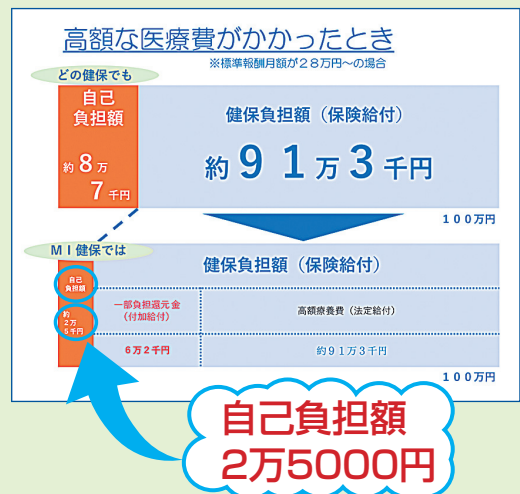 高額な医療費がかかったとき
※標準報酬月額が28万円～の場合
どの健保でも
自己
負担額
約8万
7千円
健保負担額（保険給付）
約91万3千円
100万円
MI健保では
自己
負担額
約
2万
5千円
健保負担額（保険給付）
一部負担還元金
（付加給付）
高額療養費（法定給付）
6万2千円
約91万3千円
100万円
自己負担額
2万5000円